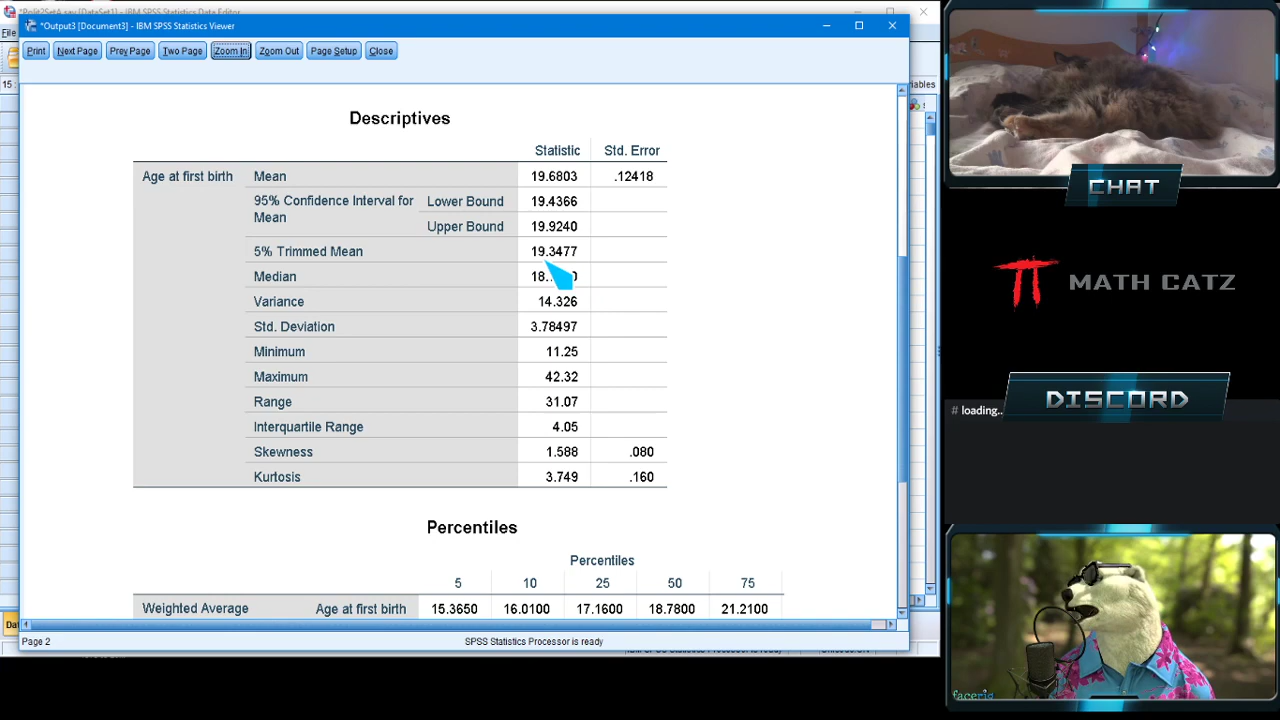 *Output3 [Document3] - IBM SPSS Statistics Viewer
Print Next Page Prev Page Two Page Zoom In Zoom Out Page Setup Close
File
15 :
ables
Descriptives
Statistic Std. Error
Age at first birth Mean 19.6803 .12418
95% Confidence Interval for Mean Lower Bound 19.4366
Upper Bound 19.9240
5% Trimmed Mean 19.3477
Median 18.
Variance 14.326
Std. Deviation 3.78497
Minimum 11.25
Maximum 42.32
Range 31.07
Interquartile Range 4.05
Skewness 1.588 .080
Kurtosis 3.749 .160
Percentiles
Percentiles
5 10 25 50 75
Weighted Average Age at first birth 15.3650 16.0100 17.1600 18.7800 21.2100
Page 2 SPSS Statistics Processor is ready
CHAT
MATH CATZ
DISCORD
# loading..
facerig